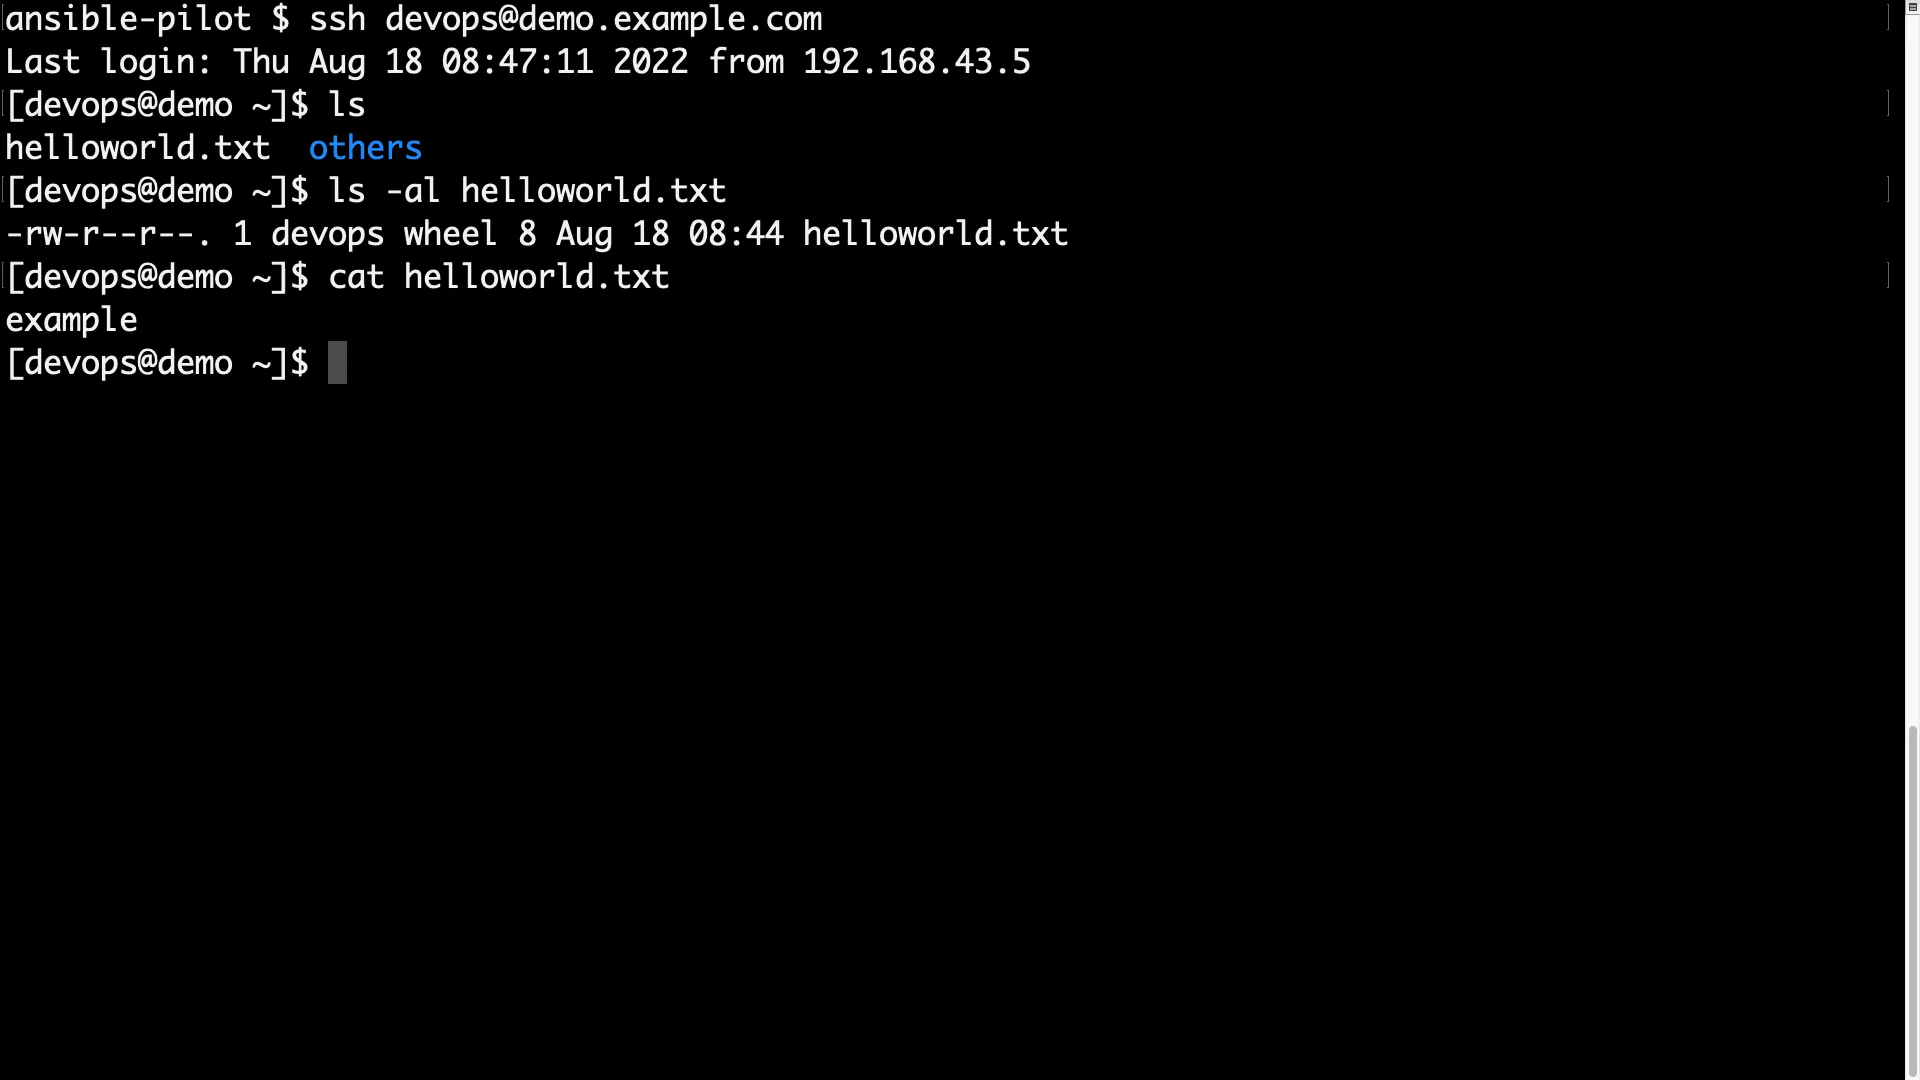 ansible-pilot $ ssh devops@demo.example.com
Last login: Thu Aug 18 08:47:11 2022 from 192.168.43.5
[devops@demo ~]$ ls
helloworld.txt  others
[devops@demo ~]$ ls -al helloworld.txt
-rw-r--r--. 1 devops wheel 8 Aug 18 08:44 helloworld.txt
[devops@demo ~]$ cat helloworld.txt
example
[devops@demo ~]$